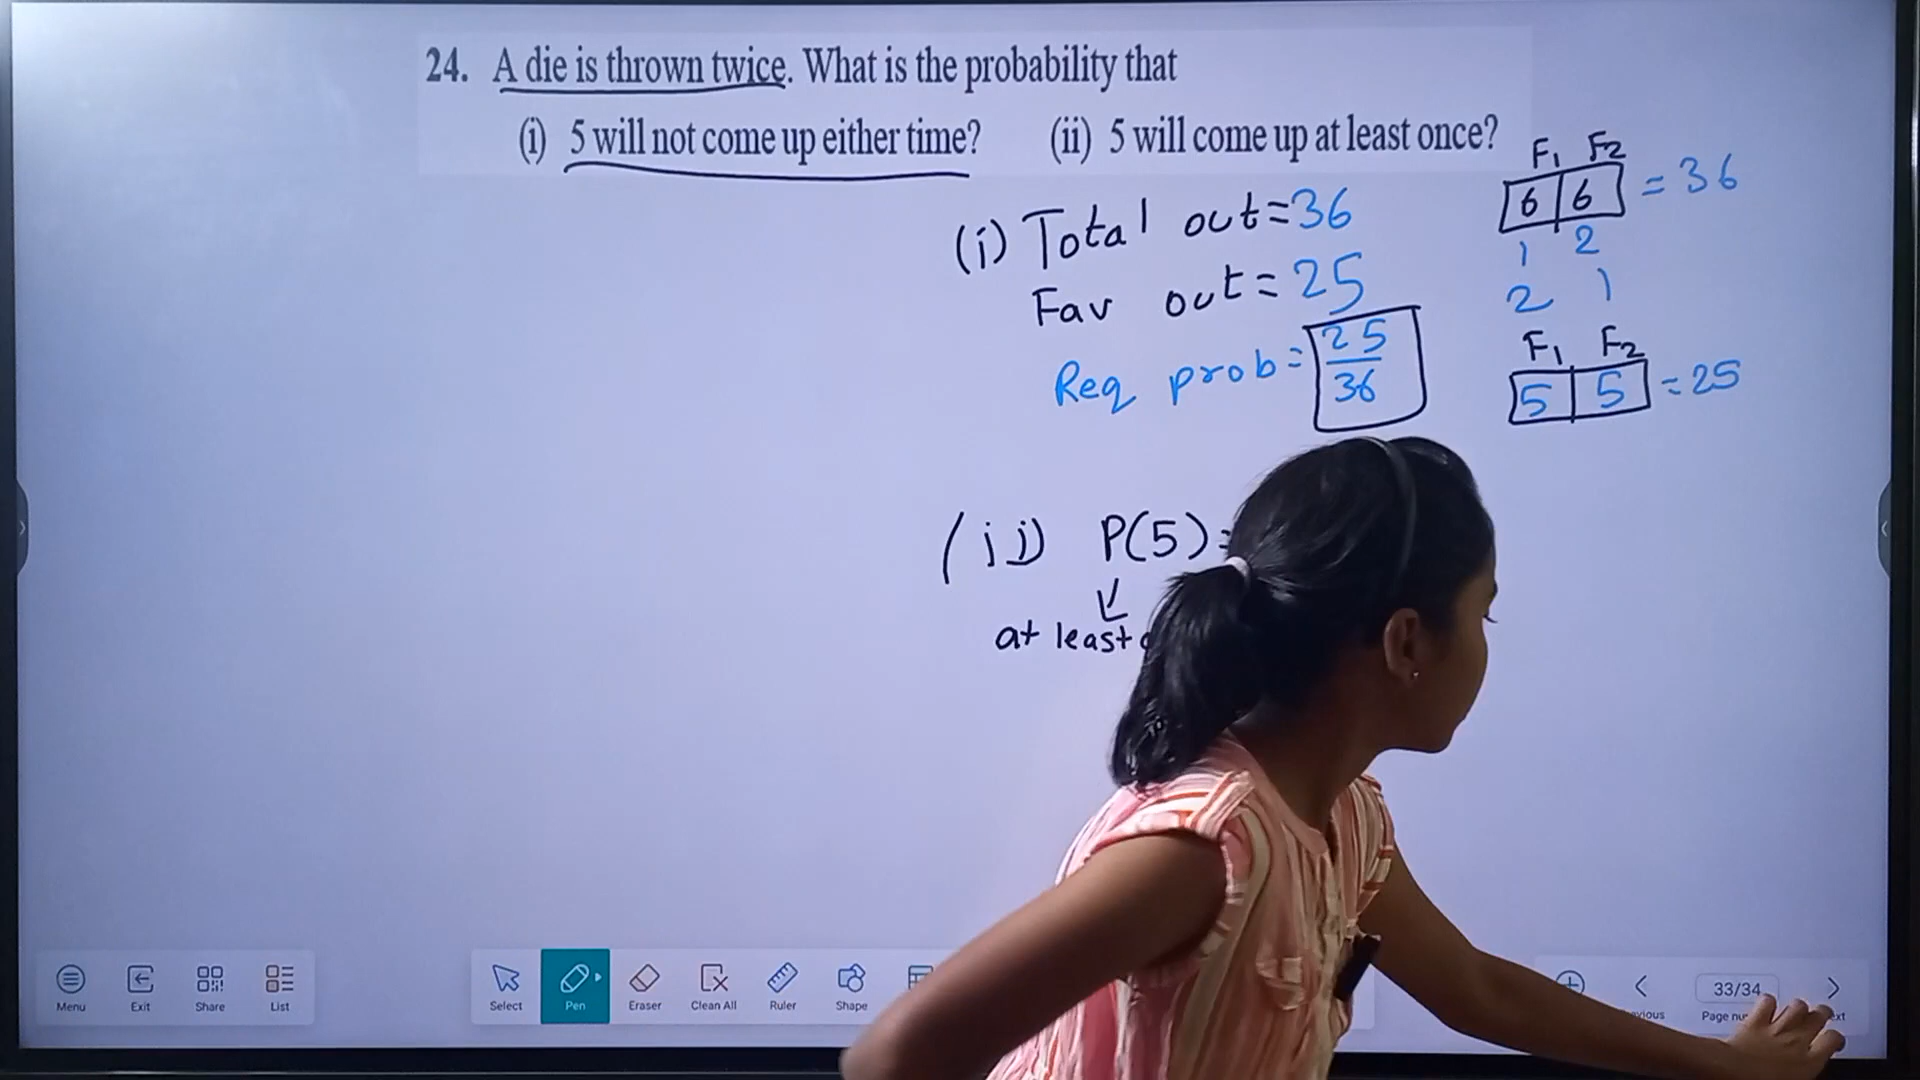 24. A die is thrown twice. What is the probability that
(i) 5 will not come up either time? (ii) 5 will come up at least once?
F1 F2
6 6 = 36
1 2
2 1
(i) Total out = 36
Fav out = 25
Req prob = 25
36
F1 F2
5 5 = 25
(ii) P(5) =
at least
Menu Exit Share List
Select Pen Eraser Clean All Ruler Shape
33/34